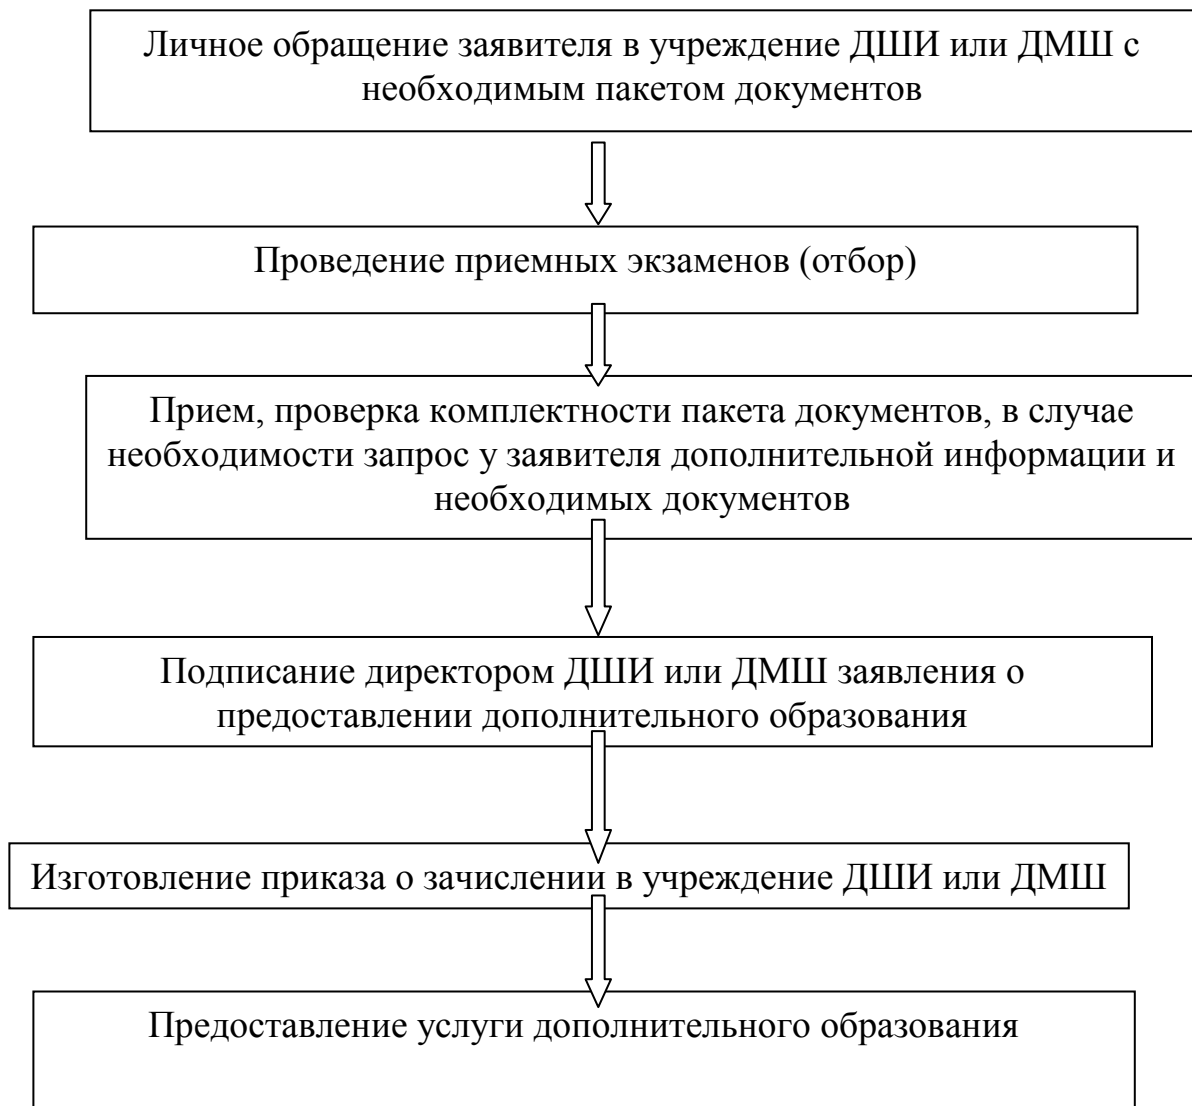 Личное обращение заявителя в учреждение ДШИ или ДМШ с
необходимым пакетом документов
Проведение приемных экзаменов (отбор)
Прием, проверка комплектности пакета документов, в случае
необходимости запрос у заявителя дополнительной информации и
необходимых документов
Подписание директором ДШИ или ДМШ заявления о
предоставлении дополнительного образования
Изготовление приказа о зачислении в учреждение ДШИ или ДМШ
Предоставление услуги дополнительного образования